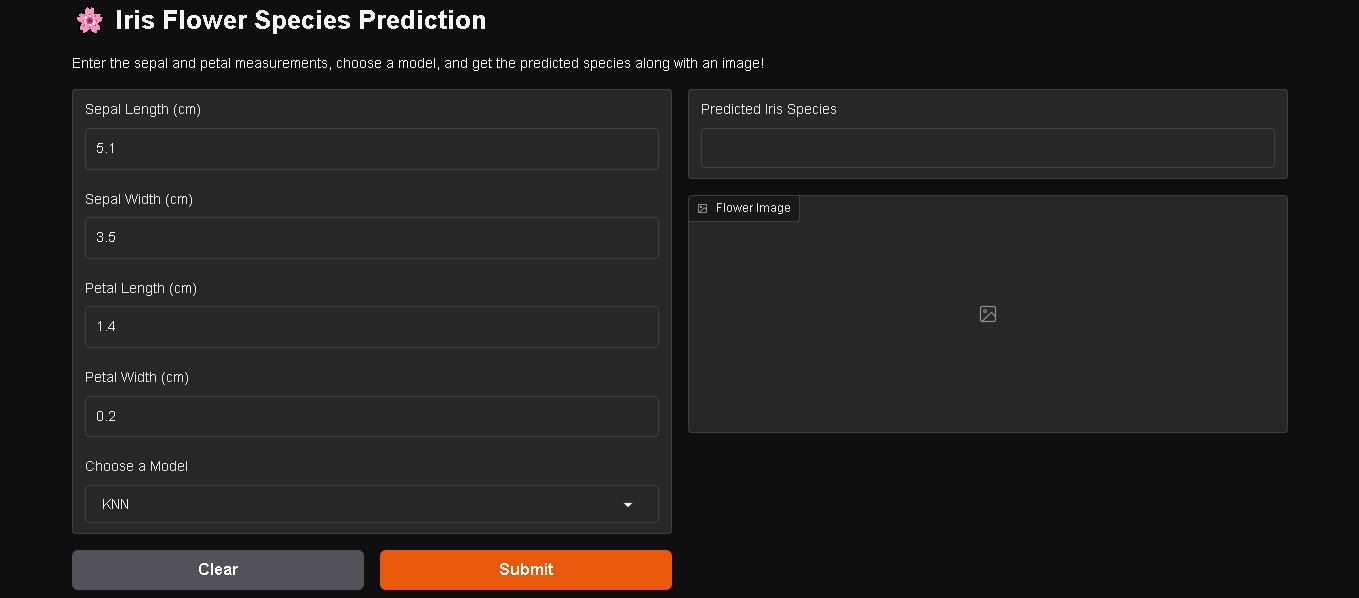 🌸 Iris Flower Species Prediction
Enter the sepal and petal measurements, choose a model, and get the predicted species along with an image!
Sepal Length (cm)
5.1
Sepal Width (cm)
3.5
Petal Length (cm)
1.4
Petal Width (cm)
0.2
Choose a Model
KNN
Clear
Submit
Predicted Iris Species
Flower Image